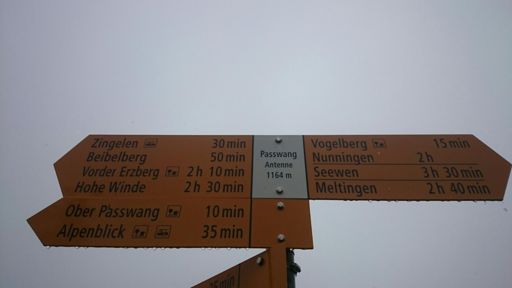 Zingelen 30 min
Beibelberg 50 min
Vorder Erzberg 2 h 10 min
Hohe Winde 2 h 30 min
Ober Passwang 10 min
Alpenblick 35 min
Passwang
Antenne
1164 m
Vogelberg 15 min
Nunningen 2 h
Seewen 3 h 30 min
Meltingen 2 h 40 min
min